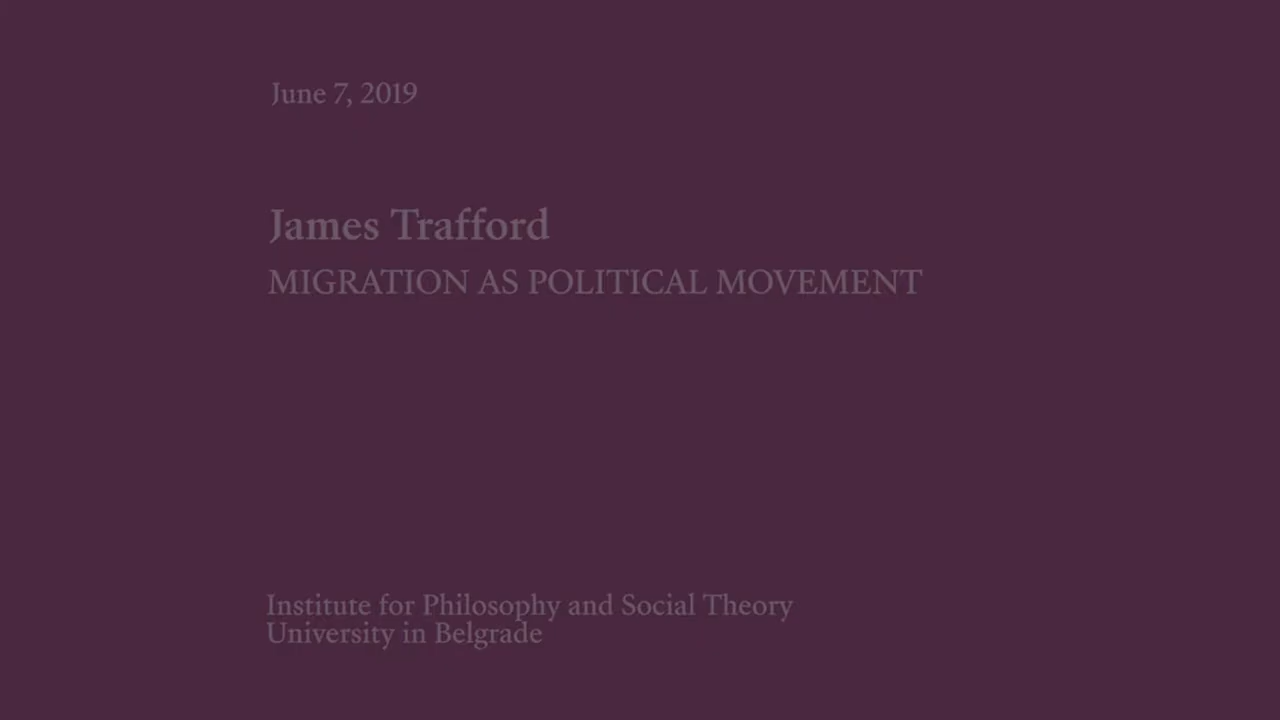 June 7, 2019
James Trafford
MIGRATION AS POLITICAL MOVEMENT
Institute for Philosophy and Social Theory
University in Belgrade